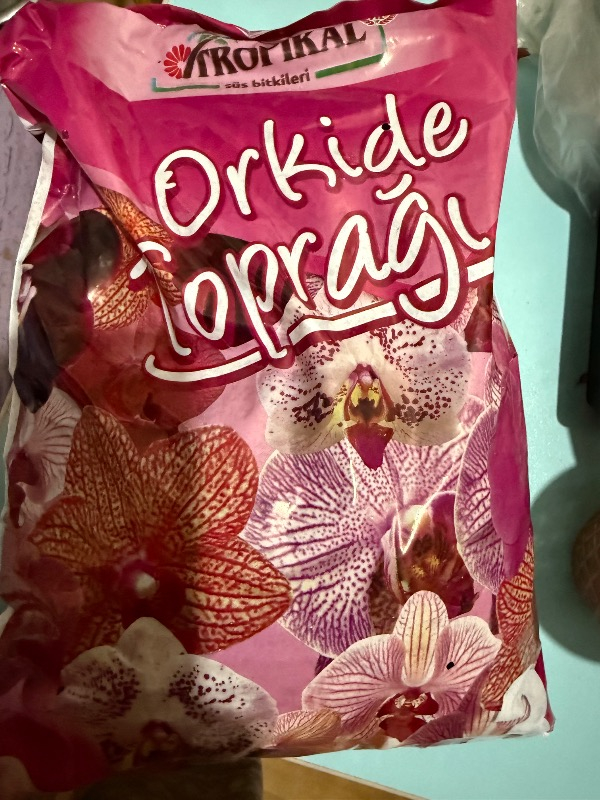 TROPİKAL
süs bitkileri
Orkide
Toprağı